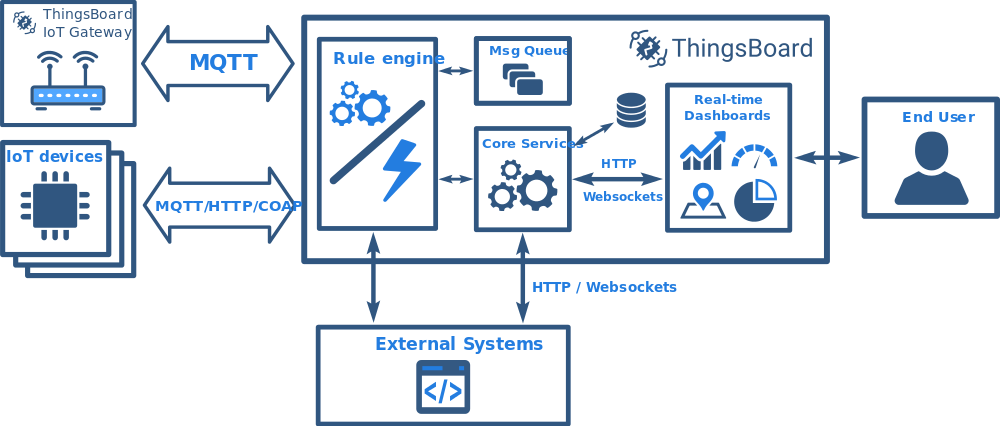 ThingsBoard
IoT Gateway
MQTT
IoT devices
MQTT/HTTP/COAP
Rule engine
Msg Queue
Core Services
ThingsBoard
Real-time
Dashboards
HTTP
Websockets
End User
HTTP / Websockets
External Systems
</>